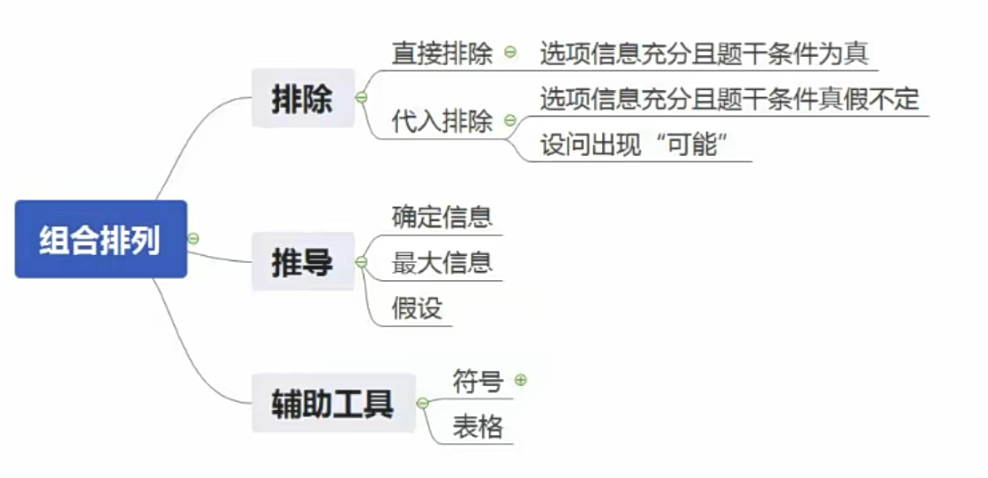 组合排列
排除
直接排除
选项信息充分且题干条件为真
代入排除
选项信息充分且题干条件真假不定
设问出现“可能”
推导
确定信息
最大信息
假设
辅助工具
符号
表格